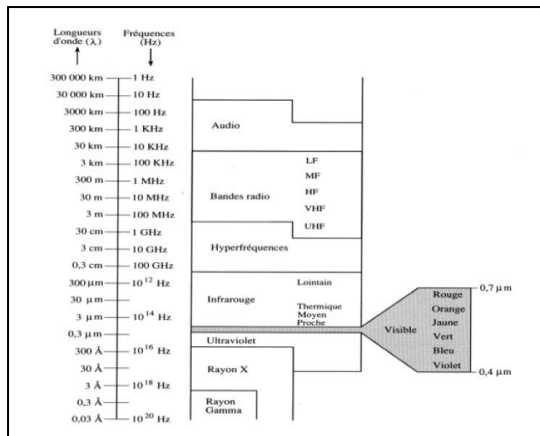 Longueurs d'onde (λ)
Fréquences (Hz)
300 000 km 1 Hz
30 000 km 10 Hz
3000 km 100 Hz
300 km 1 KHz
30 km 10 KHz
3 km 100 KHz
300 m 1 MHz
30 m 10 MHz
3 m 100 MHz
30 cm 1 GHz
3 cm 10 GHz
0,3 cm 100 GHz
300 µm 10¹² Hz
30 µm
3 µm 10¹⁴ Hz
0,3 µm
300 Å 10¹⁶ Hz
30 Å
3 Å 10¹⁸ Hz
0,3 Å
0,03 Å 10²⁰ Hz
Audio
Bandes radio
LF
MF
HF
VHF
UHF
Hyperfréquences
Infrarouge
Lointain
Thermique
Moyen
Proche
Ultraviolet
Rayon X
Rayon
Gamma
Visible
Rouge
Orange
Jaune
Vert
Bleu
Violet
0,7 µm
0,4 µm